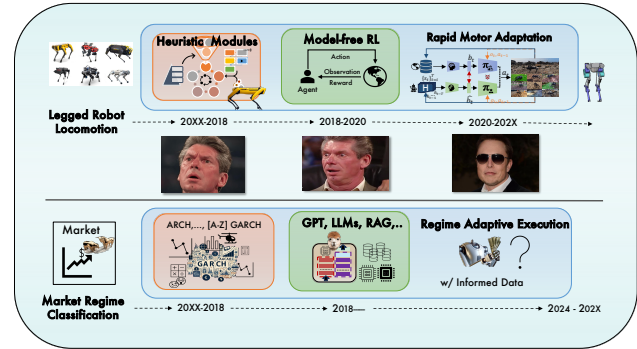 Heuristic Modules
Model-free RL
Rapid Motor Adaptation
Action
Observation
Reward
Agent
H
Legged Robot
Locomotion
20XX-2018
2018-2020
2020-202X
Market
ARCH,..., [A-Z] GARCH
GARCH
GPT, LLMs, RAG,..
Regime Adaptive Execution
w/ Informed Data
Market Regime
Classification
20XX-2018
2018—
2024 - 202X